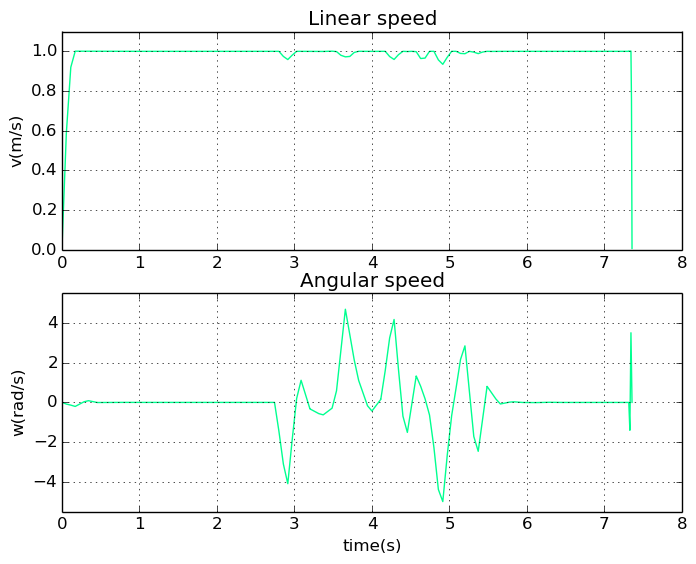 Linear speed
v(m/s)
1.0
0.8
0.6
0.4
0.2
0.0
0 1 2 3 4 5 6 7 8
Angular speed
w(rad/s)
4
2
0
−2
−4
0 1 2 3 4 5 6 7 8
time(s)